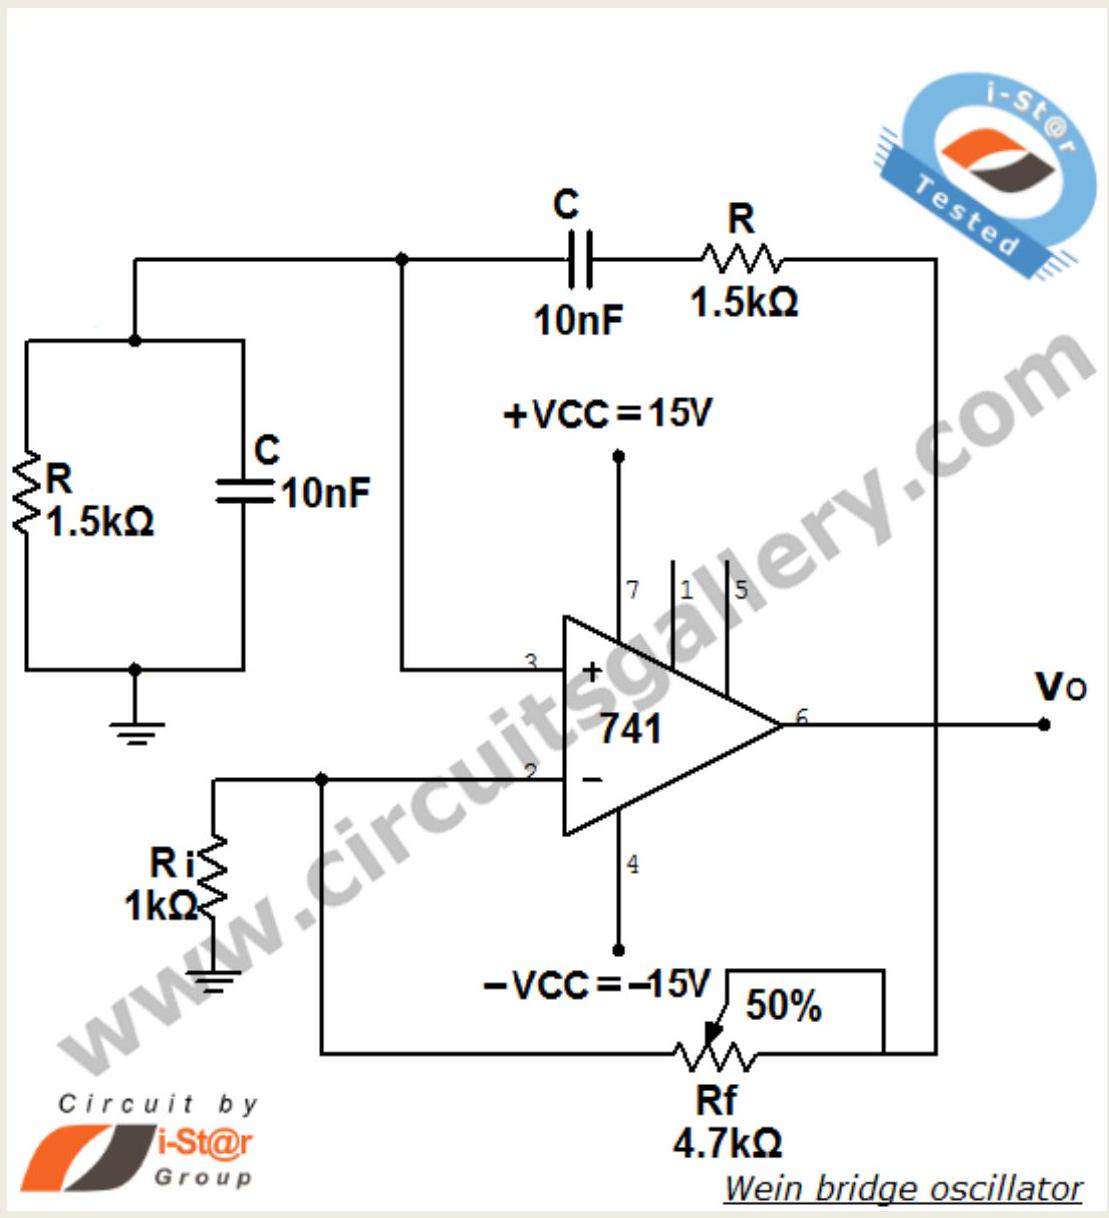 i-St@r
Tested
C
R
10nF
1.5kΩ
+VCC=15V
R
1.5kΩ
C
10nF
7
1
5
3
+
741
6
VO
2
−
4
Ri
1kΩ
−VCC=−15V
50%
Rf
4.7kΩ
www.circuitsgallery.com
Circuit by
i-St@r
Group
Wein bridge oscillator